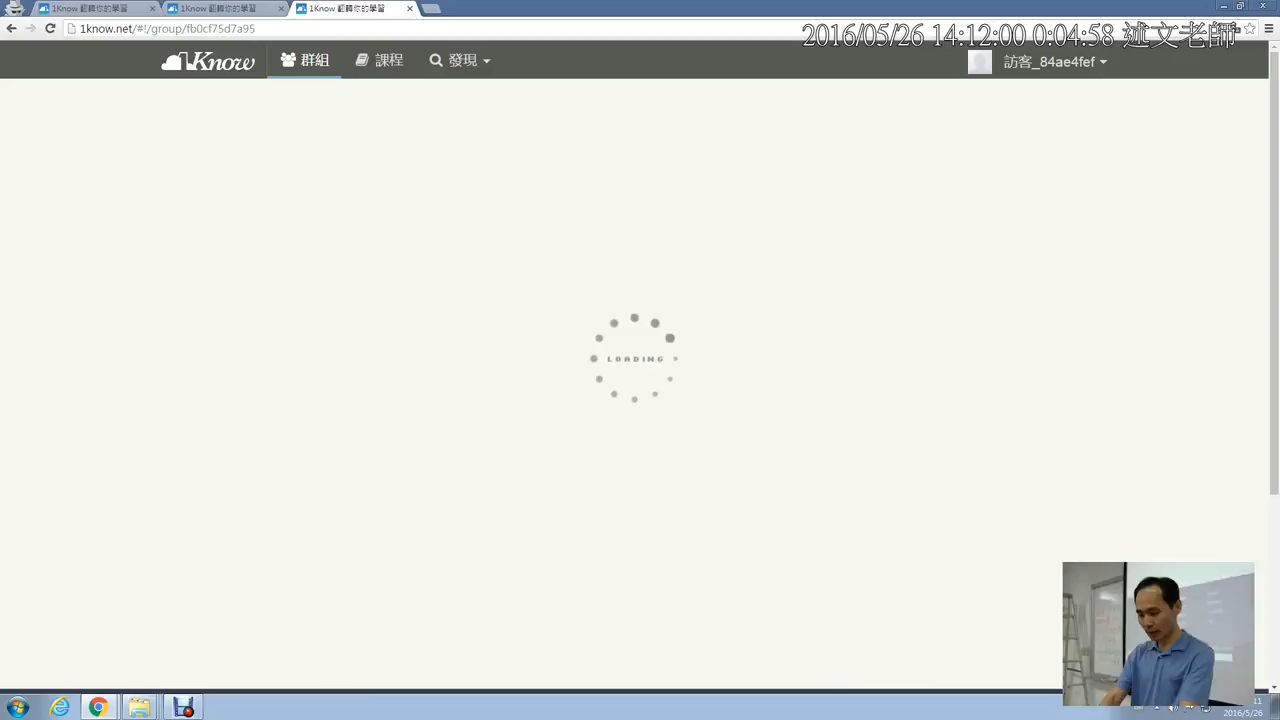 1Know 翻轉你的學習
1Know 翻轉你的學習
1Know 翻轉你的學習
1know.net/#!/group/fb0cf75d7a95
2016/05/26 14:12:00 0:04:58 述文老師
1Know
群組
課程
發現
訪客_84ae4fef
LOADING
2016/5/26